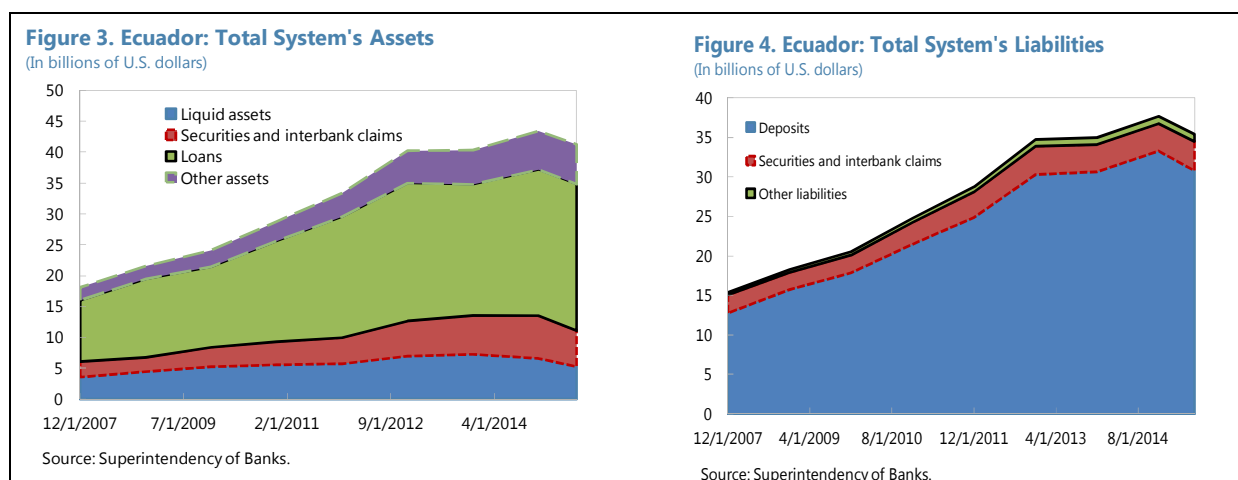 Figure 3. Ecuador: Total System's Assets
(In billions of U.S. dollars)
50
45
40
35
30
25
20
15
10
5
0
Liquid assets
Securities and interbank claims
Loans
Other assets
12/1/2007 7/1/2009 2/1/2011 9/1/2012 4/1/2014
Source: Superintendency of Banks.
Figure 4. Ecuador: Total System's Liabilities
(In billions of U.S. dollars)
40
35
30
25
20
15
10
5
0
Deposits
Securities and interbank claims
Other liabilities
12/1/2007 4/1/2009 8/1/2010 12/1/2011 4/1/2013 8/1/2014
Source: Superintendency of Banks.